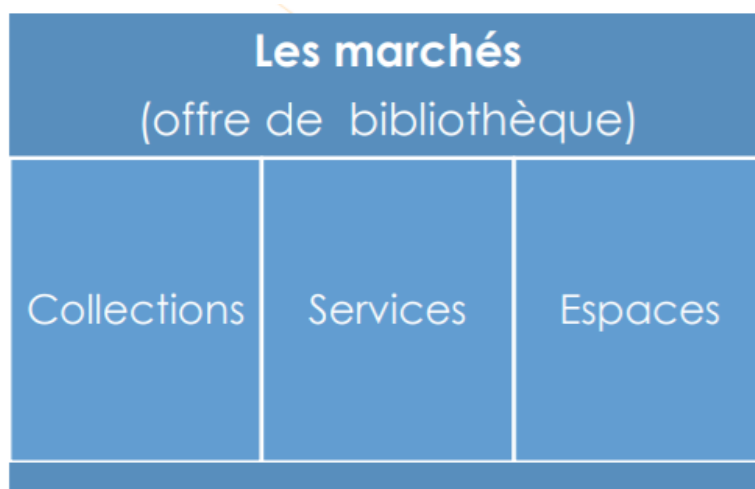 Les marchés
(offre de bibliothèque)
Collections
Services
Espaces